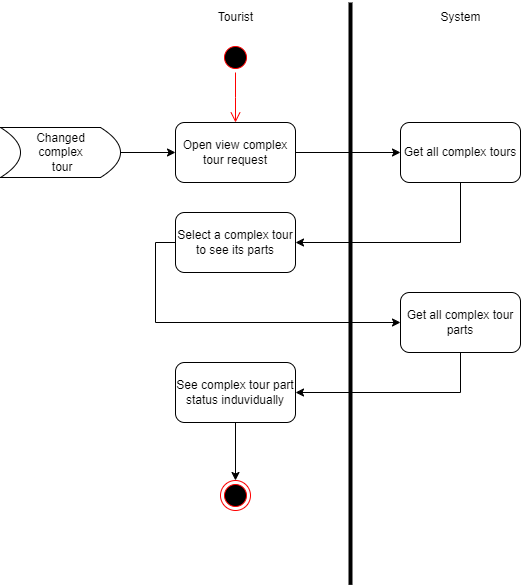 Tourist
System
Changed
complex
tour
Open view complex
tour request
Get all complex tours
Select a complex tour
to see its parts
Get all complex tour
parts
See complex tour part
status induvidually